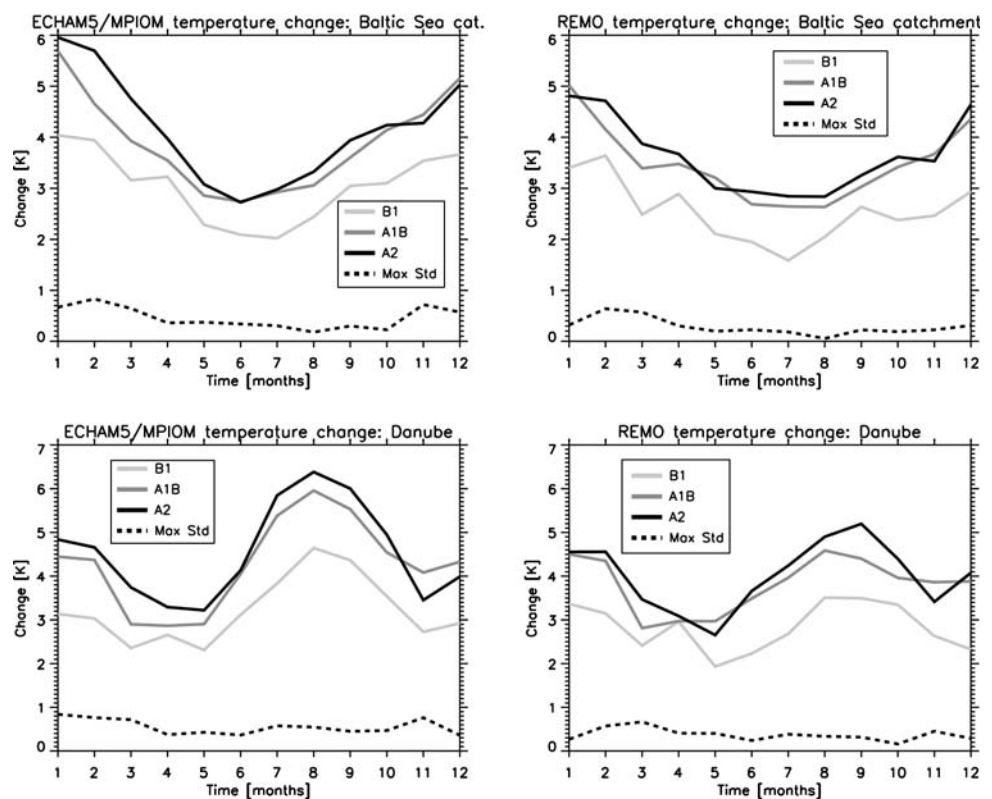 ECHAM5/MPIOM temperature change: Baltic Sea cat.
Change [K]
6
5
4
3
2
1
0
B1
A1B
A2
Max Std
1 2 3 4 5 6 7 8 9 10 11 12
Time [months]
REMO temperature change: Baltic Sea catchment
Change [K]
6
5
4
3
2
1
0
B1
A1B
A2
Max Std
1 2 3 4 5 6 7 8 9 10 11 12
Time [months]
ECHAM5/MPIOM temperature change: Danube
Change [K]
7
6
5
4
3
2
1
0
B1
A1B
A2
Max Std
1 2 3 4 5 6 7 8 9 10 11 12
Time [months]
REMO temperature change: Danube
Change [K]
7
6
5
4
3
2
1
0
B1
A1B
A2
Max Std
1 2 3 4 5 6 7 8 9 10 11 12
Time [months]